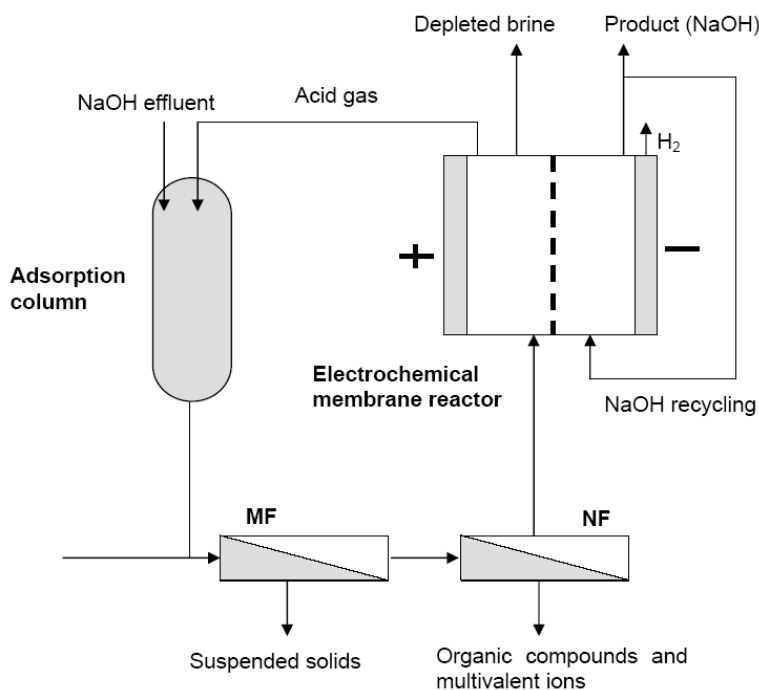 Depleted brine
Product (NaOH)
NaOH effluent
Acid gas
H₂
+
−
Adsorption
column
Electrochemical
membrane reactor
NaOH recycling
MF
NF
Suspended solids
Organic compounds and
multivalent ions